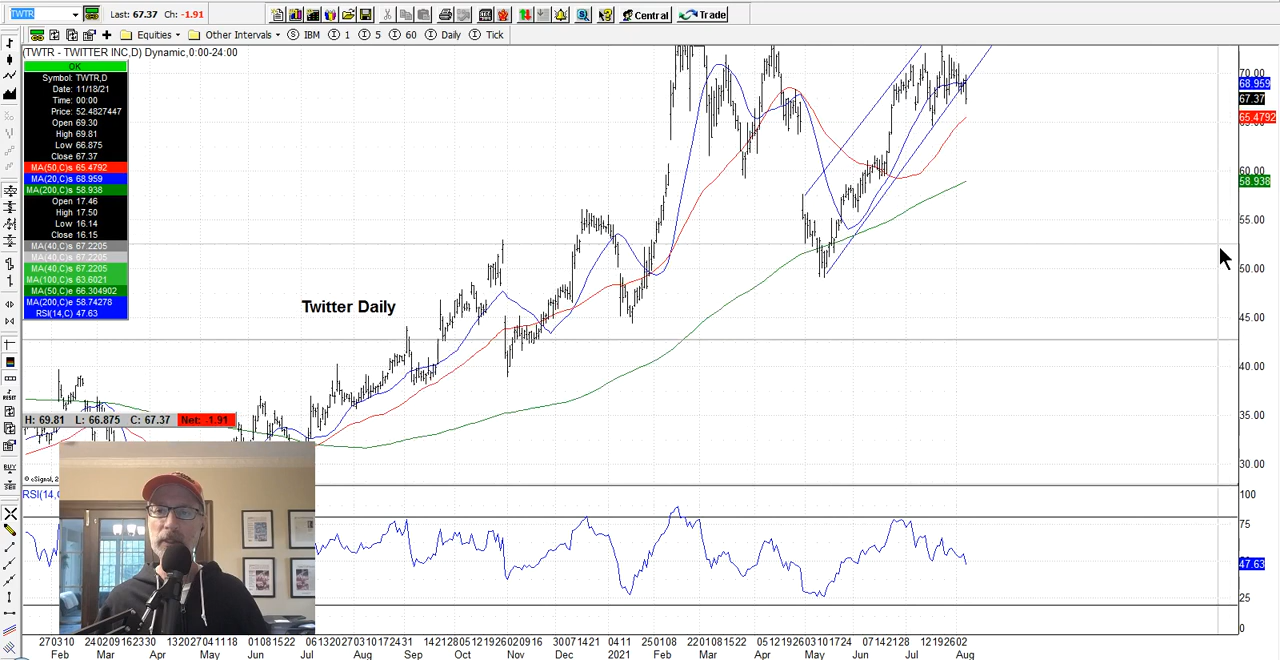 TWTR Last: 67.37 Ch: -1.91 Central Trade
Equities Other Intervals S IBM I 1 I 5 I 60 I Daily I Tick
(TWTR - TWITTER INC,D) Dynamic,0:00-24:00
OK
Symbol: TWTR,D
Date: 11/18/21
Time: 00:00
Price: 52.4827447
Open 69.30
High 69.81
Low 66.875
Close 67.37
MA(50,C)s 65.4792
MA(20,C)s 68.959
MA(200,C)s 58.938
Open 17.46
High 17.50
Low 16.14
Close 16.15
MA(40,C)s 67.2205
MA(40,C)s 67.2205
MA(40,C)s 67.2205
MA(100,C)s 63.6021
MA(50,C)e 66.304902
MA(200,C)e 58.74278
RSI(14,C) 47.63
70.00
68.959
67.37
65.4792
60.00
58.938
55.00
50.00
45.00
40.00
35.00
30.00
Twitter Daily
H: 69.81 L: 66.875 C: 67.37 Net: -1.91
© eSignal, 2
RSI(14,C
100
75
47.63
25
0
RESET
BUY
Feb Mar Apr May Jun Jul Aug Sep Oct Nov Dec 2021 Feb Mar Apr May Jun Jul Aug